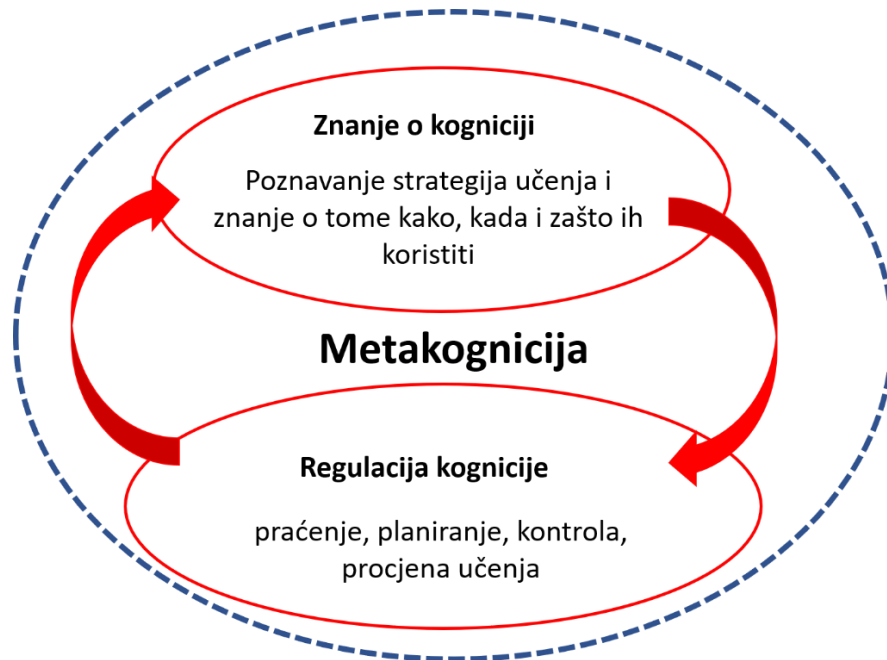 Znanje o kogniciji
Poznavanje strategija učenja i
znanje o tome kako, kada i zašto ih
koristiti
Metakognicija
Regulacija kognicije
praćenje, planiranje, kontrola,
procjena učenja